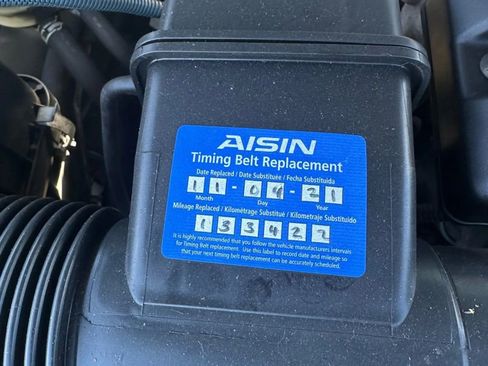 AISIN
Timing Belt Replacement
Date Replaced / Date Substituée / Fecha Substituida
11-04-21
Month Day Year
Mileage Replaced / Kilométrage Substitué / Kilometraje Substituido
133427
It is highly recommended that you follow the vehicle manufacturers intervals
for Timing Belt replacement. Use this label to record date and mileage so
that your next timing belt replacement can be accurately scheduled.